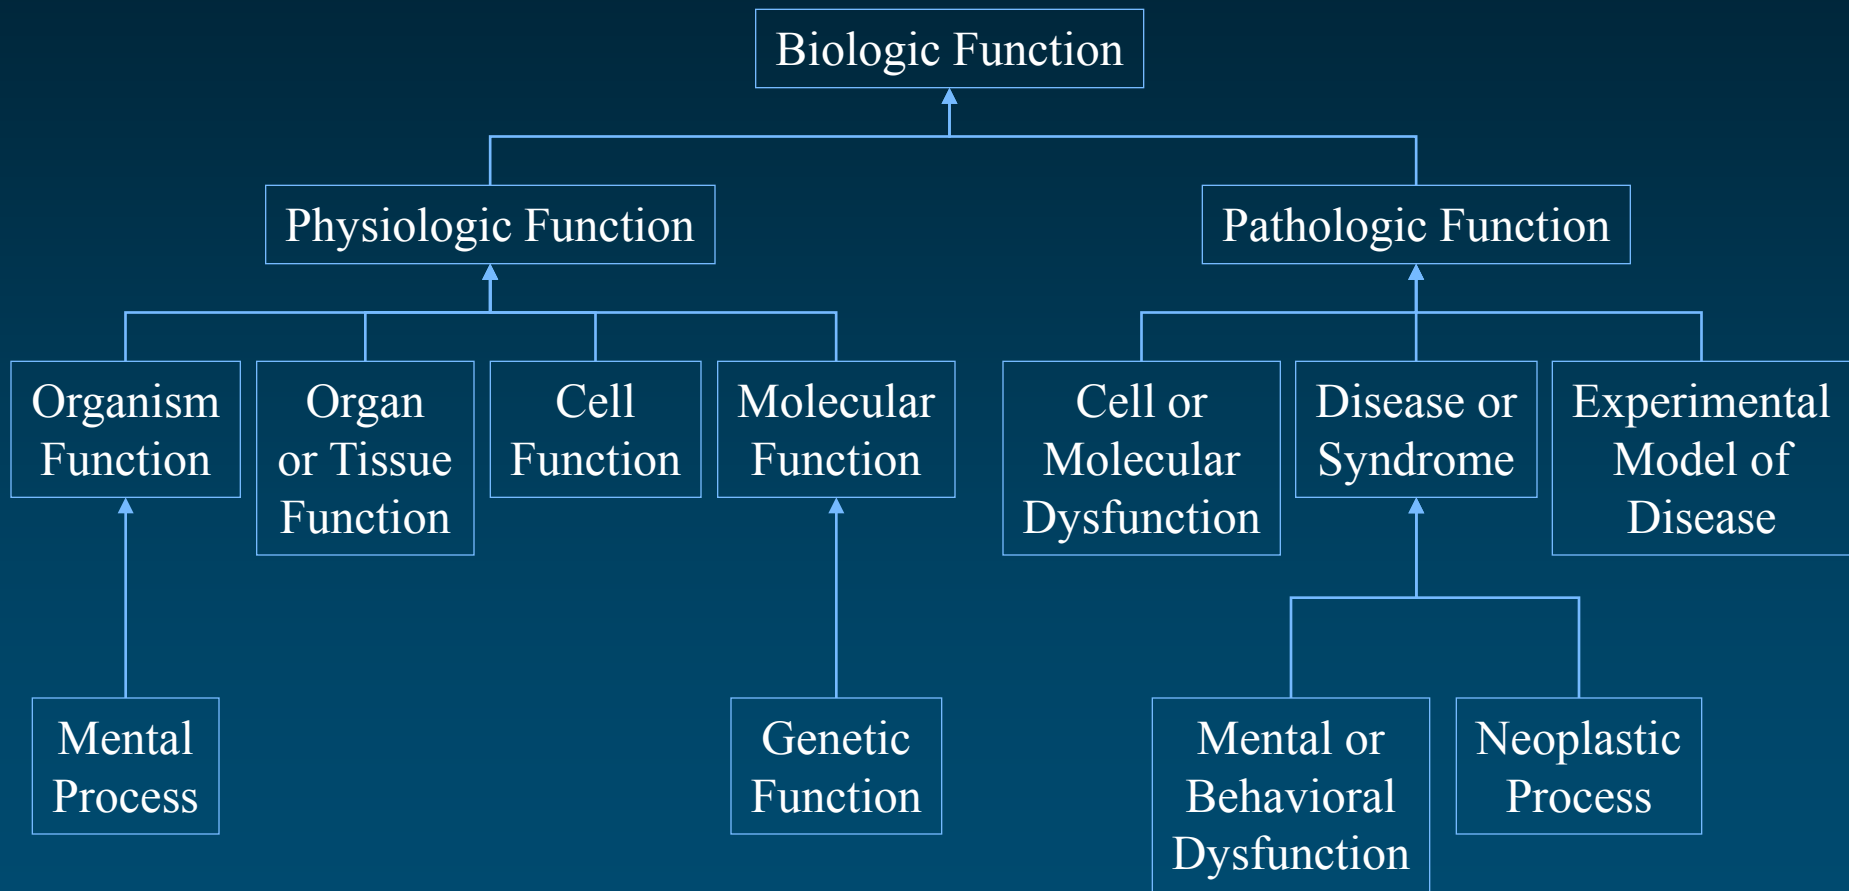 Biologic Function
Physiologic Function
Pathologic Function
Organism
Function
Organ
or Tissue
Function
Cell
Function
Molecular
Function
Cell or
Molecular
Dysfunction
Disease or
Syndrome
Experimental
Model of
Disease
Mental
Process
Genetic
Function
Mental or
Behavioral
Dysfunction
Neoplastic
Process